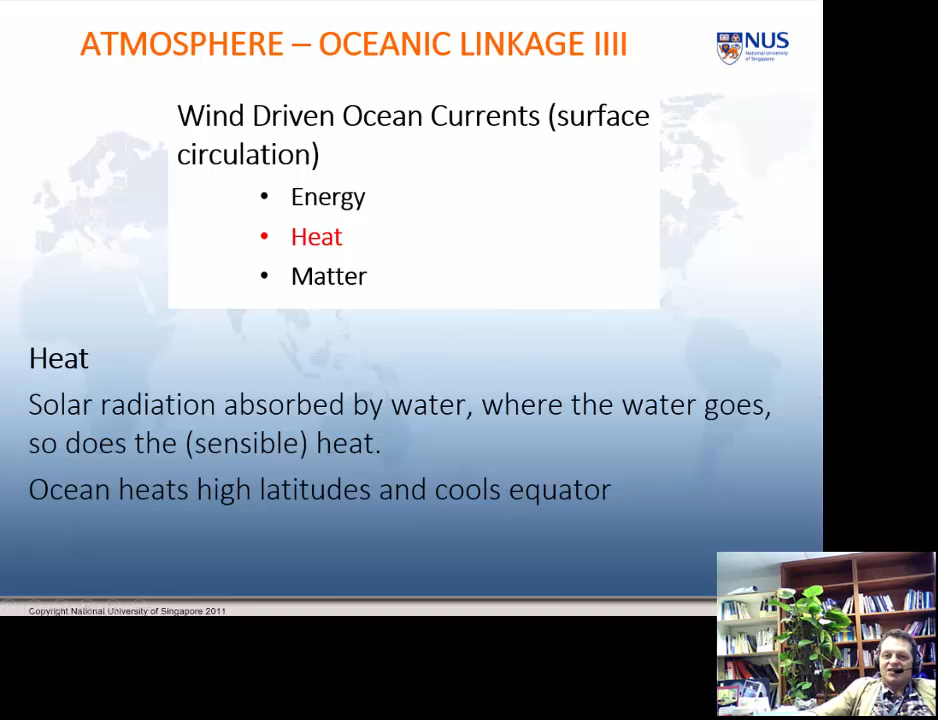 ATMOSPHERE – OCEANIC LINKAGE IIII
NUS
National University
of Singapore
Wind Driven Ocean Currents (surface
circulation)
• Energy
• Heat
• Matter
Heat
Solar radiation absorbed by water, where the water goes,
so does the (sensible) heat.
Ocean heats high latitudes and cools equator
Copyright National University of Singapore 2011